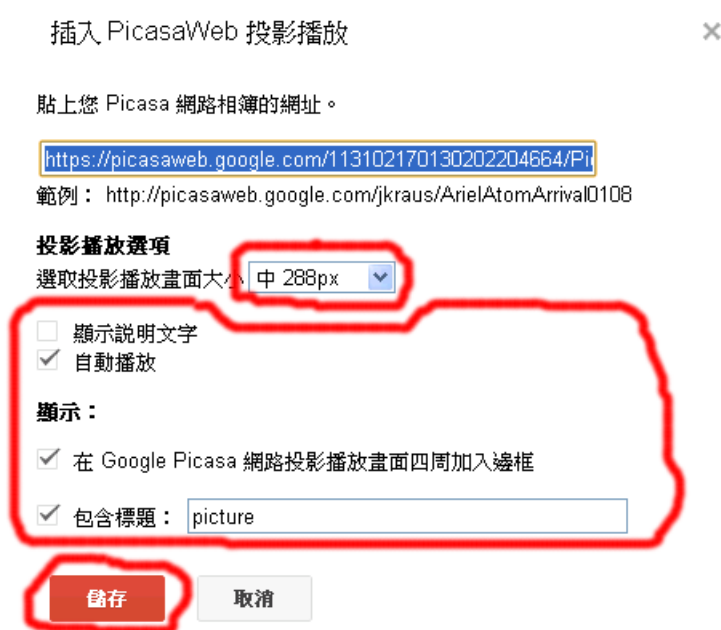 插入 PicasaWeb 投影播放
貼上您 Picasa 網路相簿的網址。
https://picasaweb.google.com/113102170130202204664/Pi
範例： http://picasaweb.google.com/jkraus/ArielAtomArrival0108
投影播放選項
選取投影播放畫面大小 中 288px
顯示説明文字
自動播放
顯示：
在 Google Picasa 網路投影播放畫面四周加入邊框
包含標題： picture
儲存 取消